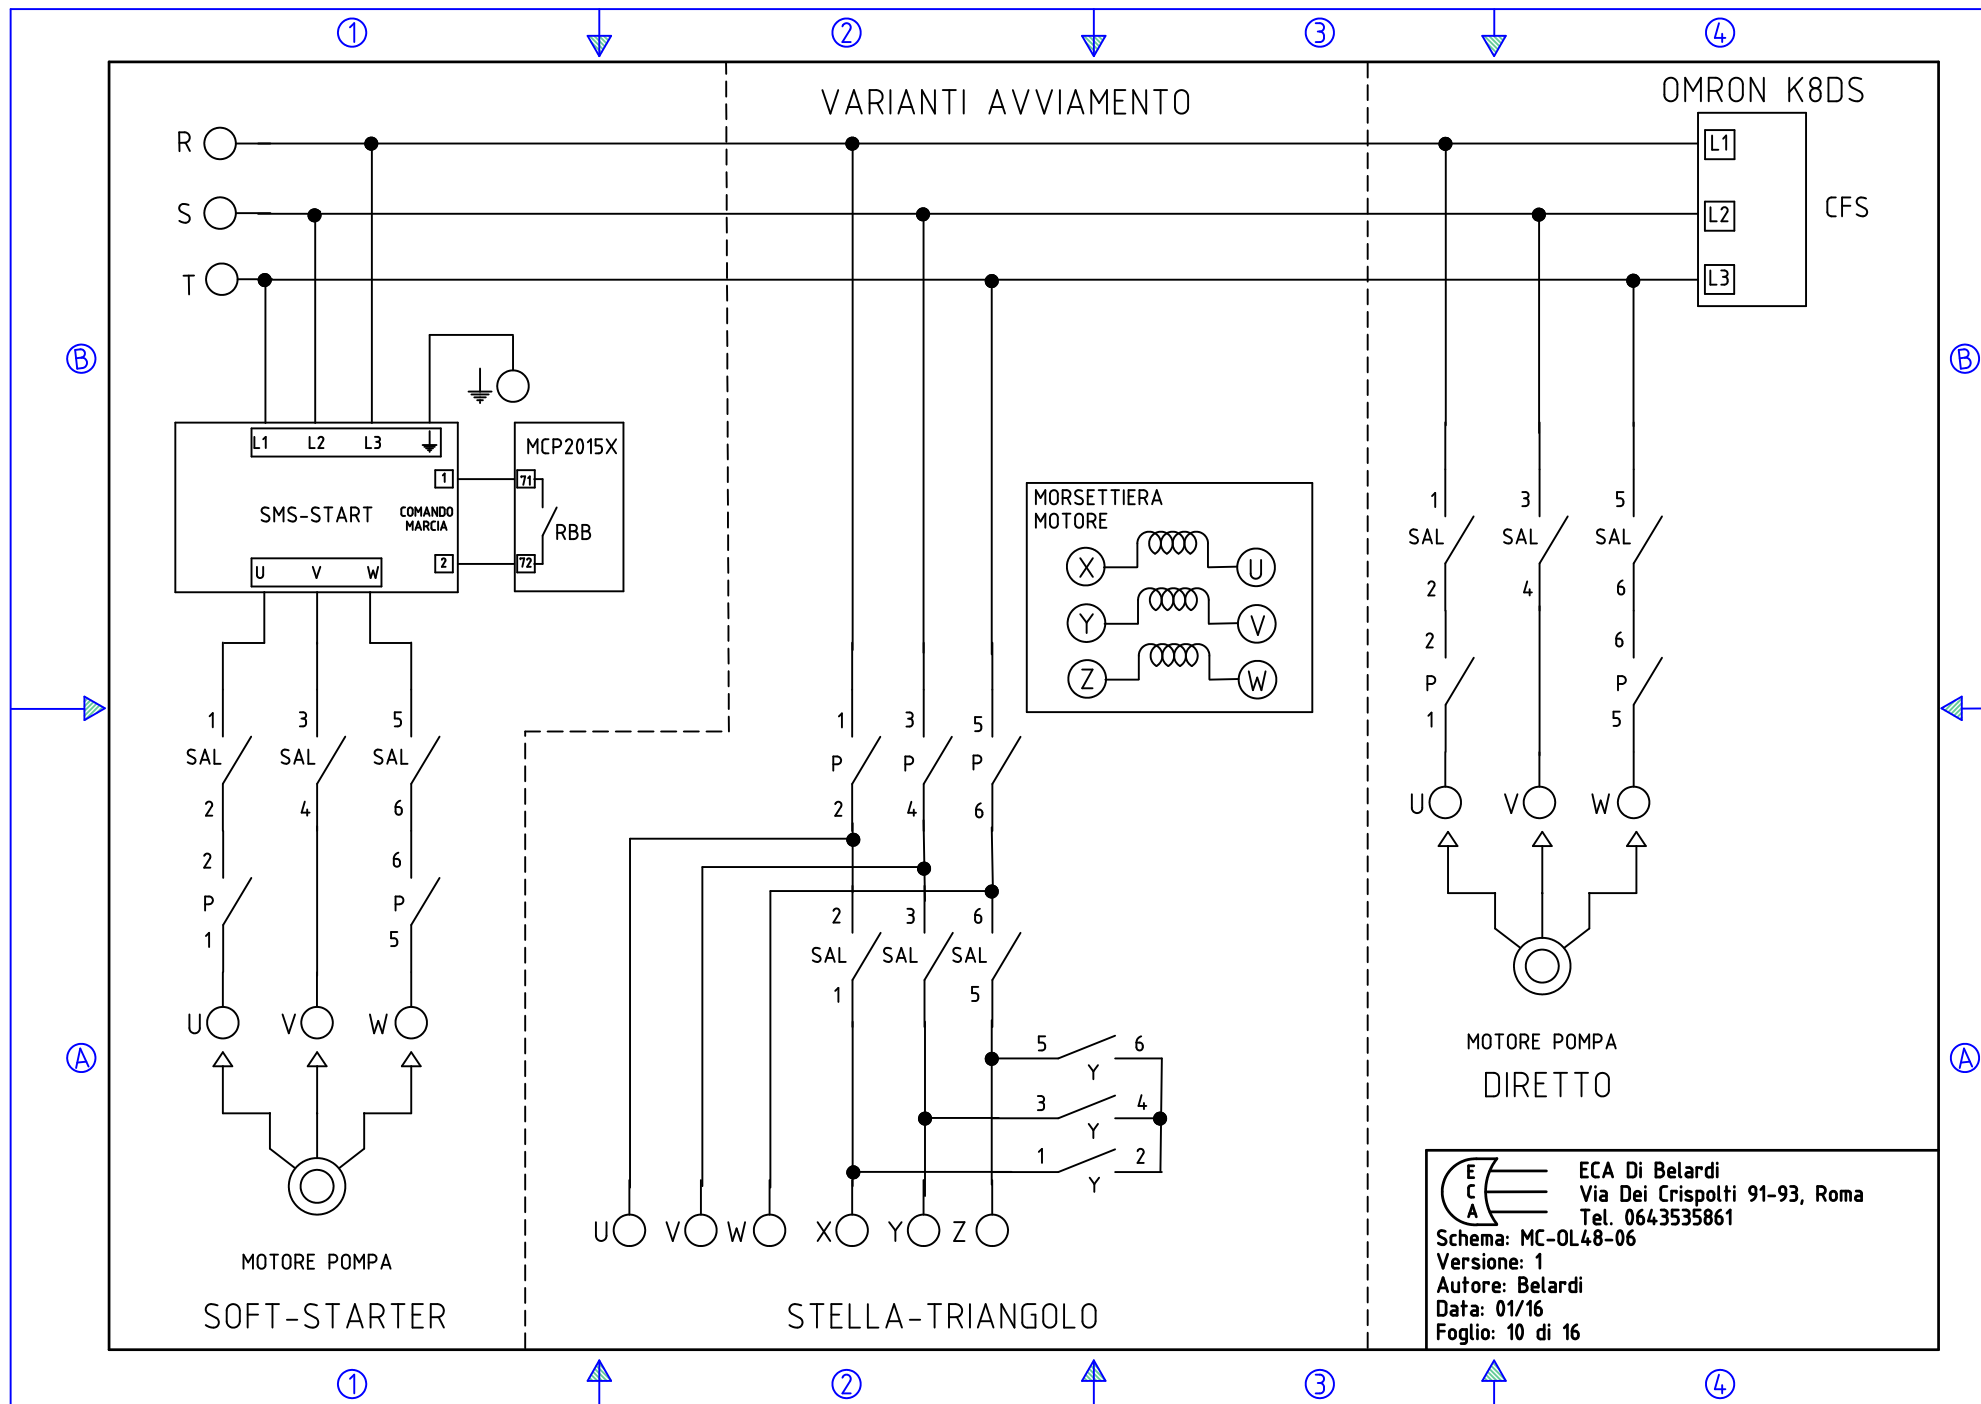 1 2 3 4
VARIANTI AVVIAMENTO
OMRON K8DS
R
L1
S
L2
CFS
T
L3
B
B
L1 L2 L3
MCP2015X
1
71
SMS-START
COMANDO
MARCIA
RBB
U V W
2
72
MORSETTIERA
MOTORE
X U
Y V
Z W
1 3 5
SAL SAL SAL
2 4 6
2 6
P P
1 5
U V W
1 3 5
SAL SAL SAL
2 4 6
2 6
P P
1 5
U V W
MOTORE POMPA
SOFT-STARTER
1 3 5
P P P
2 4 6
2 3 6
SAL SAL SAL
1 5
5 6
Y
3 4
Y
1 2
Y
U V W X Y Z
STELLA-TRIANGOLO
MOTORE POMPA
DIRETTO
A
A
E
C
A
ECA Di Belardi
Via Dei Crispolti 91-93, Roma
Tel. 0643535861
Schema: MC-OL48-06
Versione: 1
Autore: Belardi
Data: 01/16
Foglio: 10 di 16
1 2 3 4